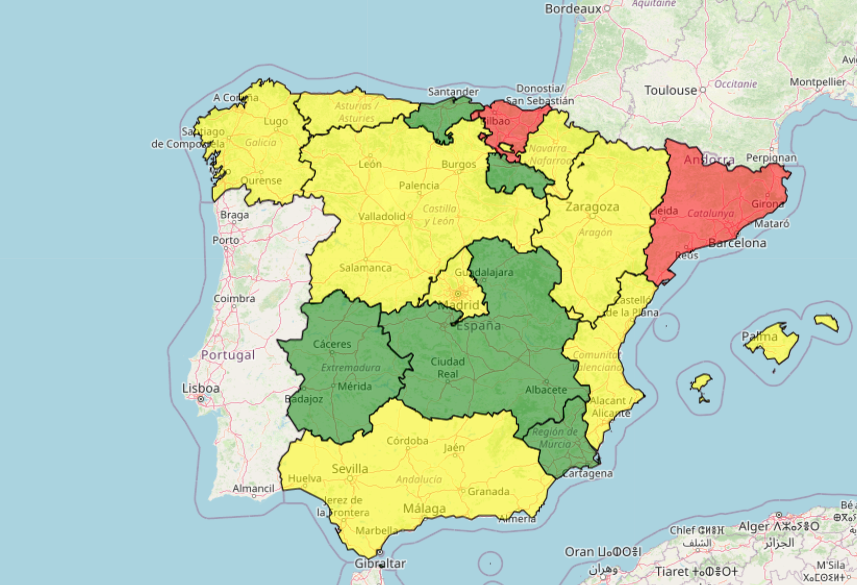 Bordeaux
Aquitaine
Toulouse
Occitanie
Montpellier
A Coruña
Santander
Donostia/
San Sebastián
Asturias /
Asturies
Bilbao
Lugo
Santiago
de Compostela
Galicia
Ourense
León
Burgos
Navarra
Nafarroa
Andorra
Perpignan
Palencia
Castilla
y León
Valladolid
Zaragoza
Aragón
Lleida
Catalunya
Girona
Mataró
Barcelona
Reus
Braga
Porto
Salamanca
Guadalajara
Madrid
España
Castelló
de la Plana
Coimbra
Portugal
Palma
Cáceres
Extremadura
Mérida
Badajoz
Ciudad
Real
Albacete
Comunitat
Valenciana
Lisboa
Alacant /
Alicante
Región de
Murcia
Cartagena
Córdoba
Jaén
Sevilla
Andalucía
Huelva
Granada
Almancil
Jerez de
la Frontera
Málaga
Marbella
Almería
Gibraltar
Chief
الشلف
Alger
الجزائر
Oran
وهران
Tiaret
M'Sila